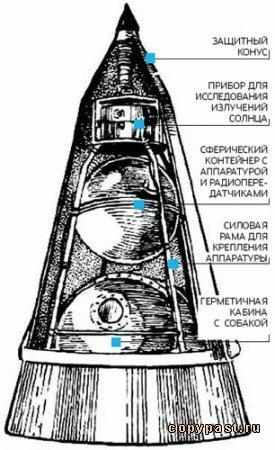 ЗАЩИТНЫЙ
КОНУС
ПРИБОР ДЛЯ
ИССЛЕДОВАНИЯ
ИЗЛУЧЕНИЙ
СОЛНЦА
СФЕРИЧЕСКИЙ
КОНТЕЙНЕР С
АППАРАТУРОЙ
И РАДИОПЕРЕ-
ДАТЧИКАМИ
СИЛОВАЯ
РАМА ДЛЯ
КРЕПЛЕНИЯ
АППАРАТУРЫ
ГЕРМЕТИЧНАЯ
КАБИНА
С СОБАКОЙ
copypast.ru